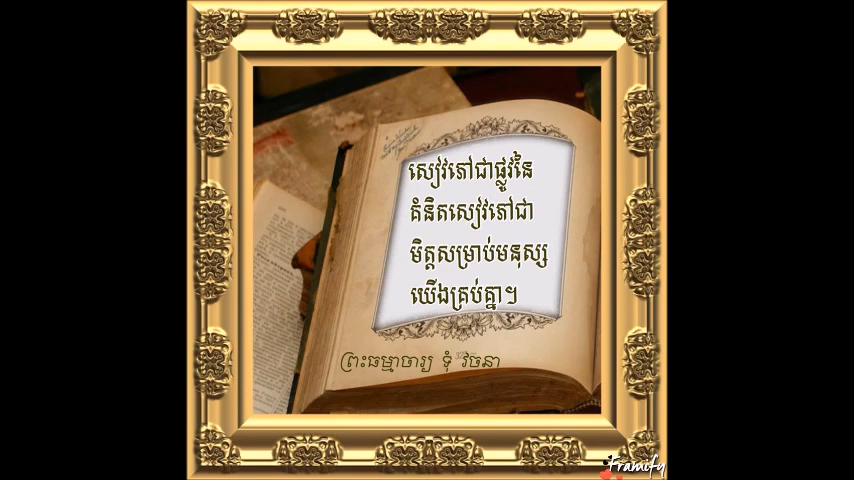 សៀវភៅជាផ្លូវនៃ
គំនិតសៀវភៅជា
មិត្តសម្រាប់មនុស្ស
យើងគ្រប់គ្នា។
ព្រះធម្មាចារ្យ ទុំ វចនា
Framify